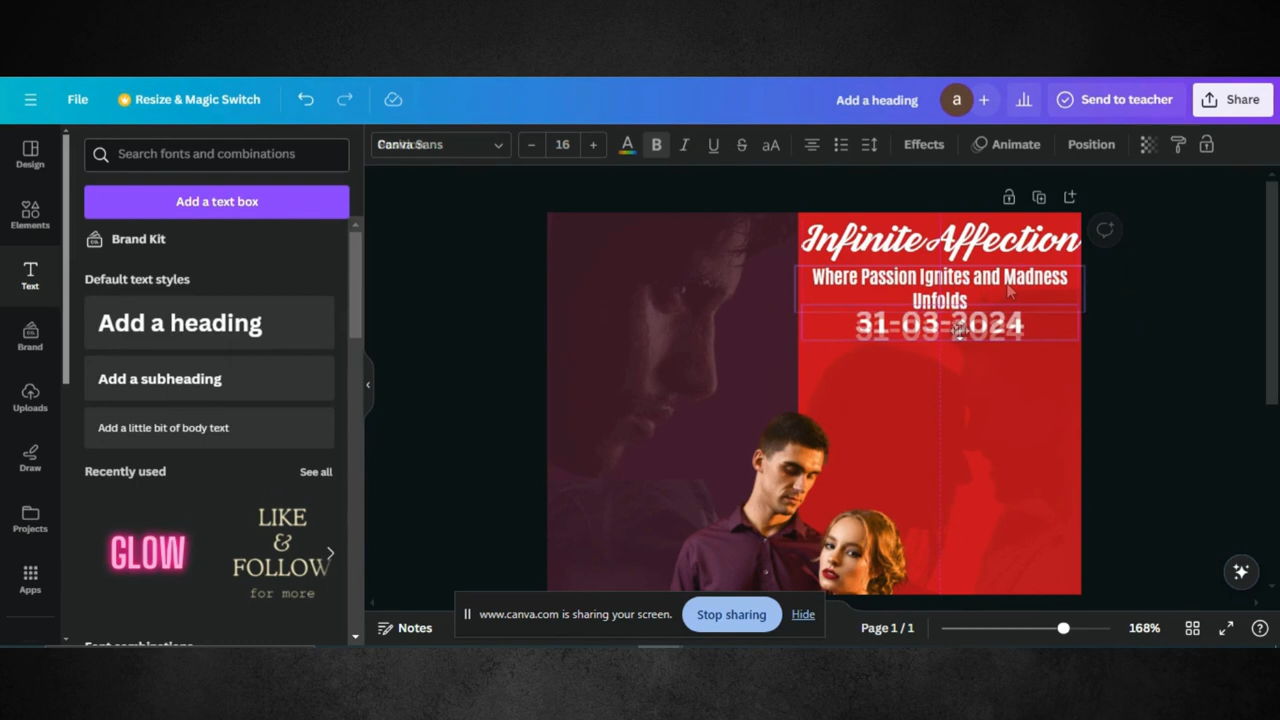 File
Resize & Magic Switch
Add a heading
a
+
Send to teacher
Share
Design
Elements
Text
Brand
Uploads
Draw
Projects
Apps
Search fonts and combinations
Add a text box
Brand Kit
Default text styles
Add a heading
Add a subheading
Add a little bit of body text
Recently used
See all
GLOW
LIKE
&
FOLLOW
for more
– 16 +
A B I U S aA
Effects
Animate
Position
Infinite Affection
Where Passion Ignites and Madness
Unfolds
31-03-2024
www.canva.com is sharing your screen.
Stop sharing
Hide
Notes
Page 1 / 1
168%